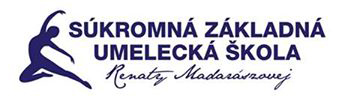 SÚKROMNÁ ZÁKLADNÁ
UMELECKÁ ŠKOLA
Renaty Madarászovej